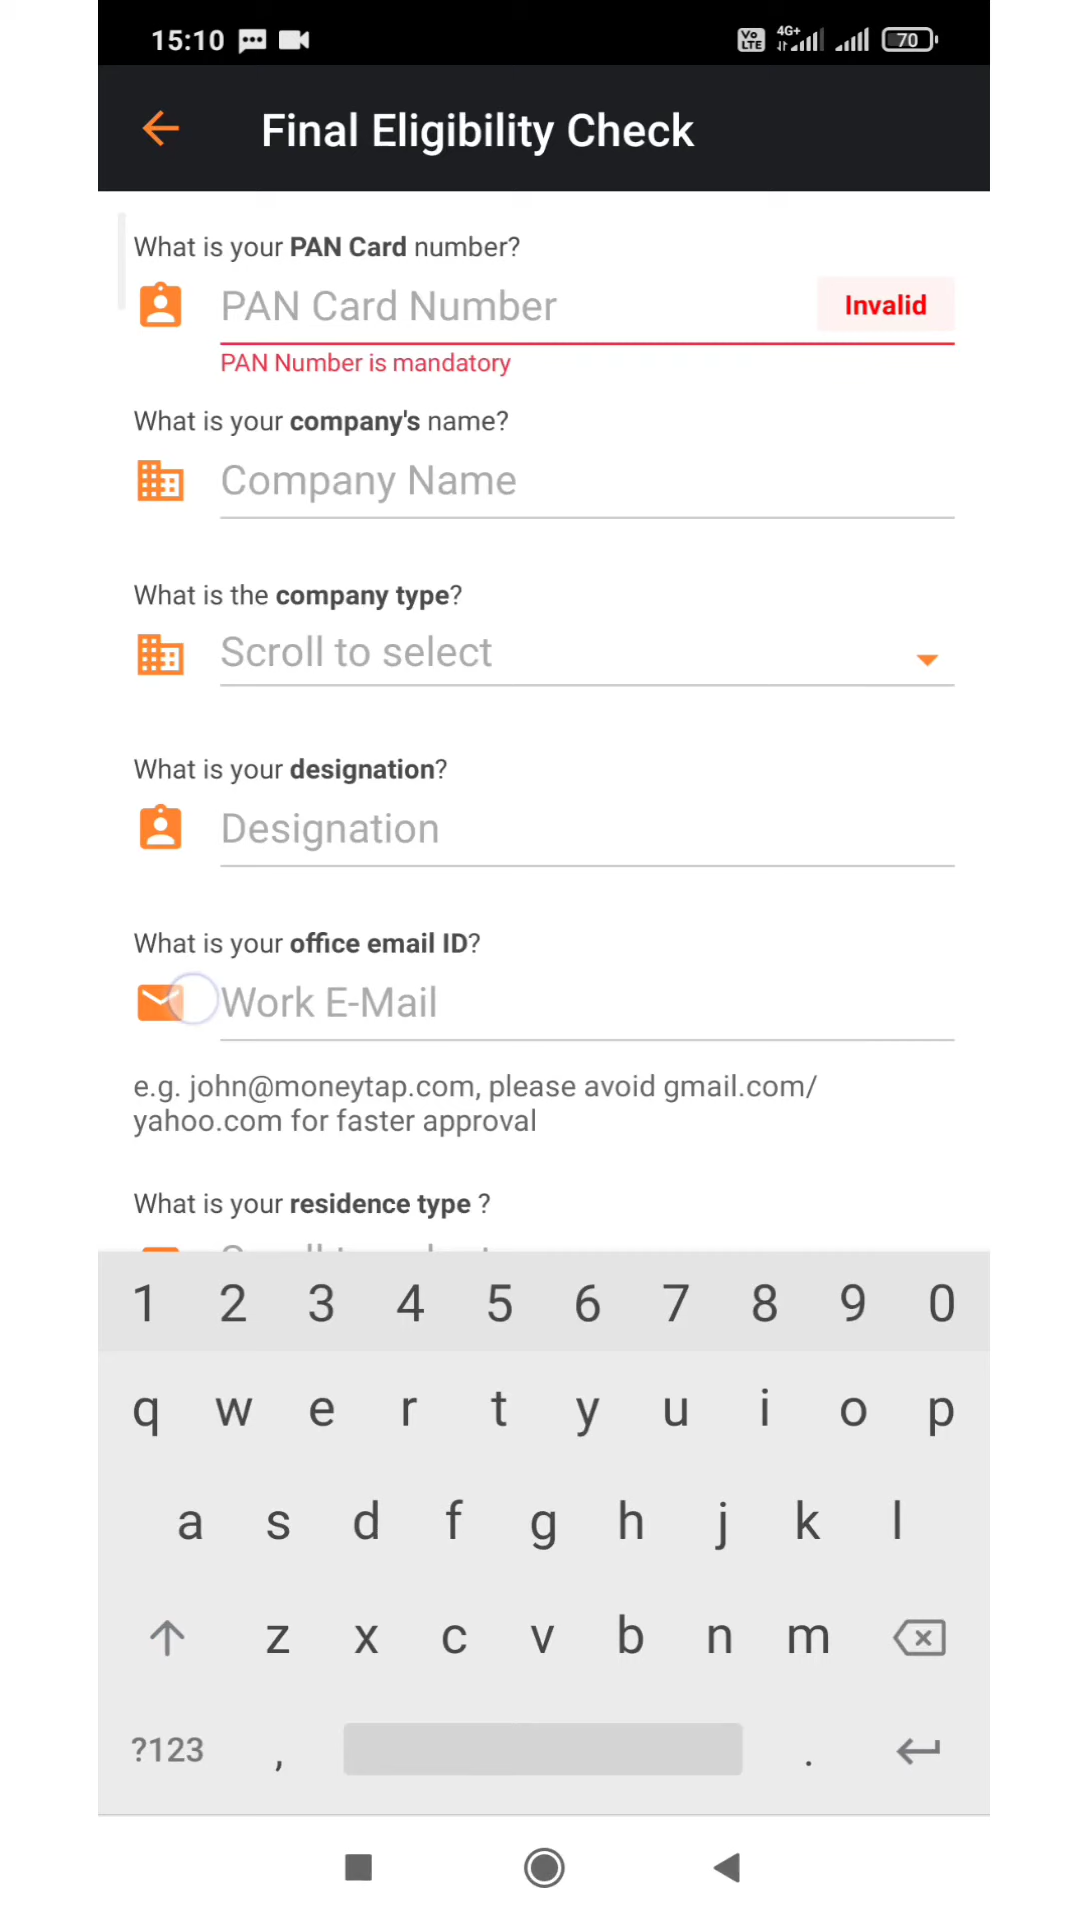 15:10 Vo LTE 4G+ 70
Final Eligibility Check
What is your PAN Card number?
PAN Card Number Invalid
PAN Number is mandatory
What is your company's name?
Company Name
What is the company type?
Scroll to select
What is your designation?
Designation
What is your office email ID?
Work E-Mail
e.g. john@moneytap.com, please avoid gmail.com/
yahoo.com for faster approval
What is your residence type ?
1 2 3 4 5 6 7 8 9 0
q w e r t y u i o p
a s d f g h j k l
z x c v b n m
?123 , .